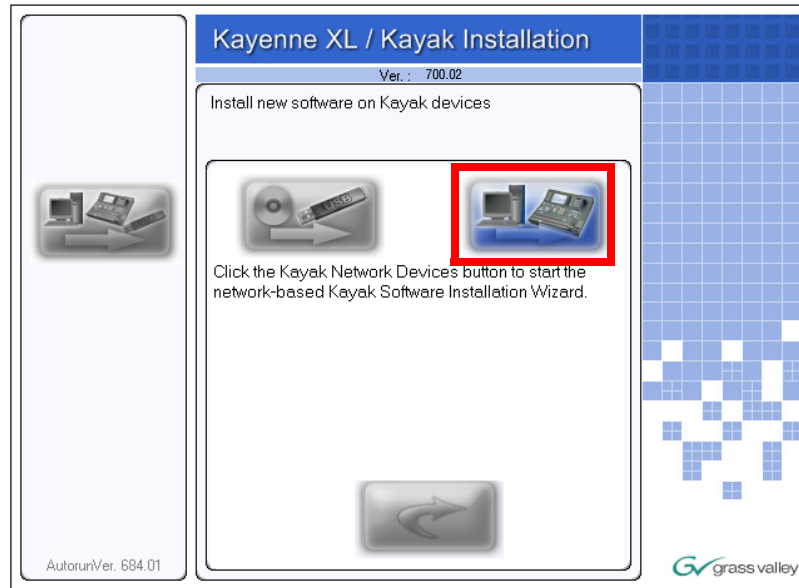 Kayenne XL / Kayak Installation
Ver. : 700.02
Install new software on Kayak devices
USB
Click the Kayak Network Devices button to start the
network-based Kayak Software Installation Wizard.
AutorunVer. 684.01
GV grass valley